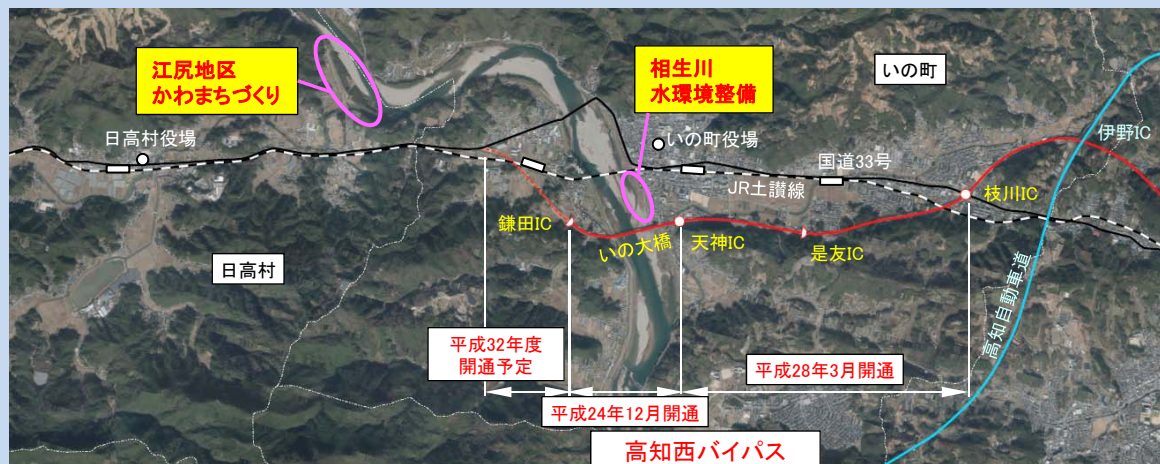 江尻地区
かわまちづくり
相生川
水環境整備
いの町
日高村役場
いの町役場
伊野IC
国道33号
JR土讃線
枝川IC
鎌田IC
いの大橋
天神IC
是友IC
日高村
高知自動車道
平成32年度
開通予定
平成28年3月開通
平成24年12月開通
高知西バイパス